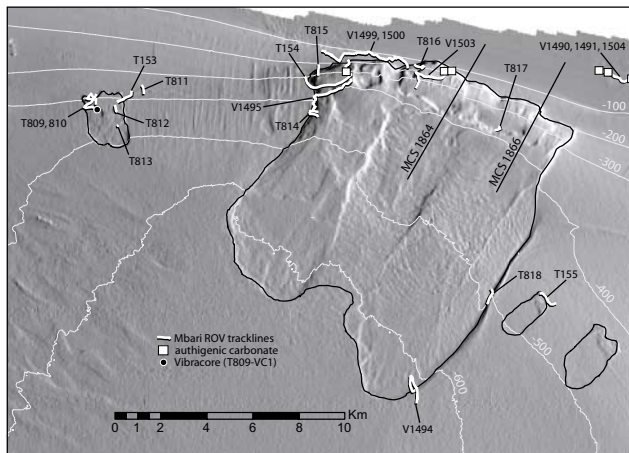 T815
V1499, 1500
T154
T816
V1503
V1490, 1491, 1504
T153
T811
T817
-100
V1495
T809, 810
T812
T814
-200
MCS 1864
MCS 1866
-300
T813
T818
T155
-400
-500
Mbari ROV tracklines
authigenic carbonate
Vibracore (T809-VC1)
-600
Km
0 1 2 4 6 8 10
V1494